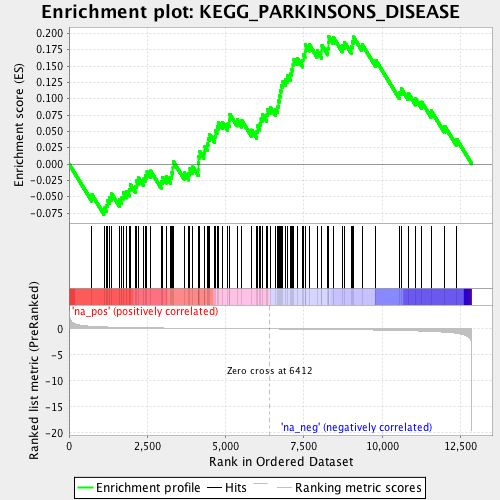 Enrichment plot: KEGG_PARKINSONS_DISEASE
Enrichment score (ES)
0.200
0.175
0.150
0.125
0.100
0.075
0.050
0.025
0.000
-0.025
-0.050
-0.075
'na_pos' (positively correlated)
Ranked list metric (PreRanked)
0
-5
-10
-15
-20
Zero cross at 6412
'na_neg' (negatively correlated)
0
2,500
5,000
7,500
10,000
12,500
Rank in Ordered Dataset
Enrichment profile
Hits
Ranking metric scores